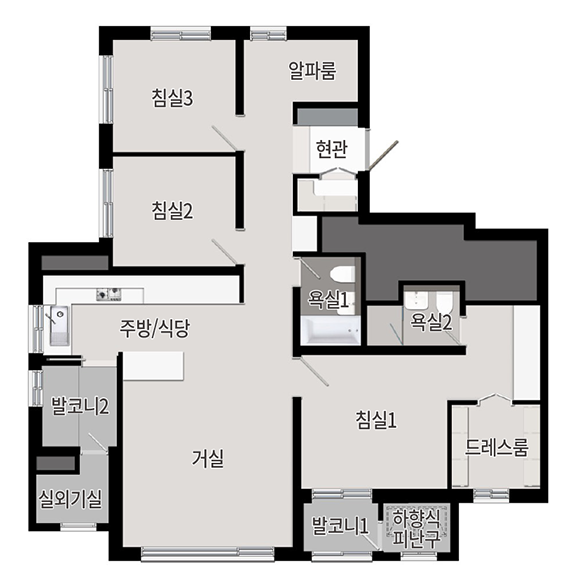 알파룸
침실3
현관
침실2
욕실1
욕실2
주방/식당
발코니2
침실1
드레스룸
거실
실외기실
발코니1
하향식
피난구